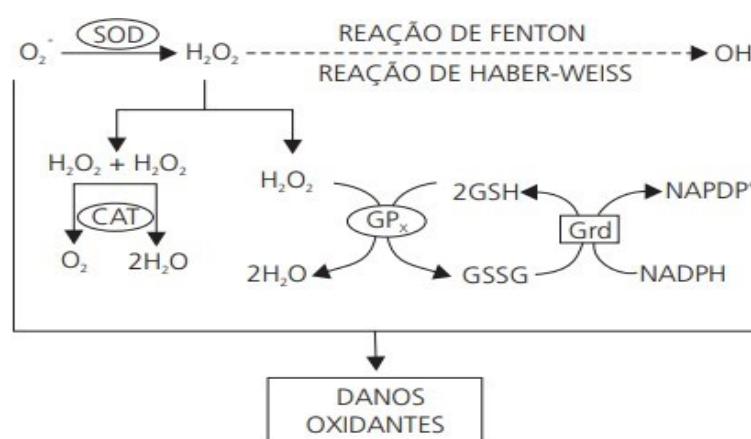 O₂⁻ SOD H₂O₂ REAÇÃO DE FENTON OH
REAÇÃO DE HABER-WEISS
H₂O₂ + H₂O₂ H₂O₂ 2GSH NAPDP⁺
CAT GPₓ Grd
O₂ 2H₂O 2H₂O GSSG NADPH
DANOS
OXIDANTES